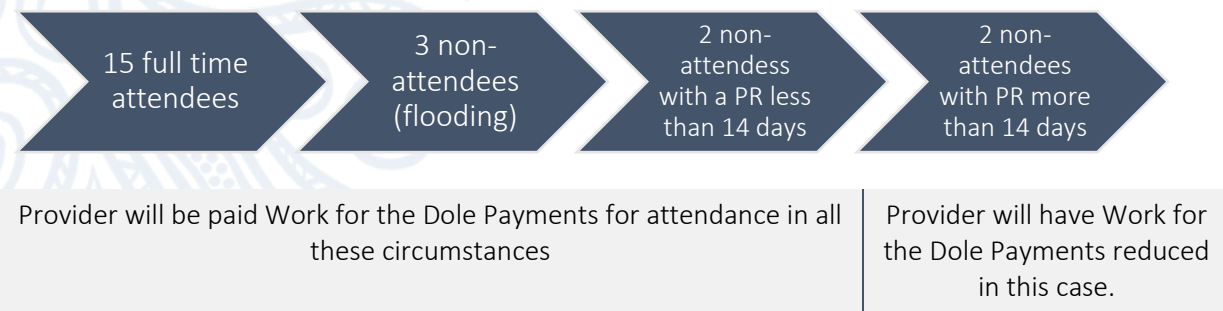 15 full time
attendees
3 non-
attendees
(flooding)
2 non-
attendess
with a PR less
than 14 days
2 non-
attendees
with PR more
than 14 days
Provider will be paid Work for the Dole Payments for attendance in all
these circumstances
Provider will have Work for
the Dole Payments reduced
in this case.